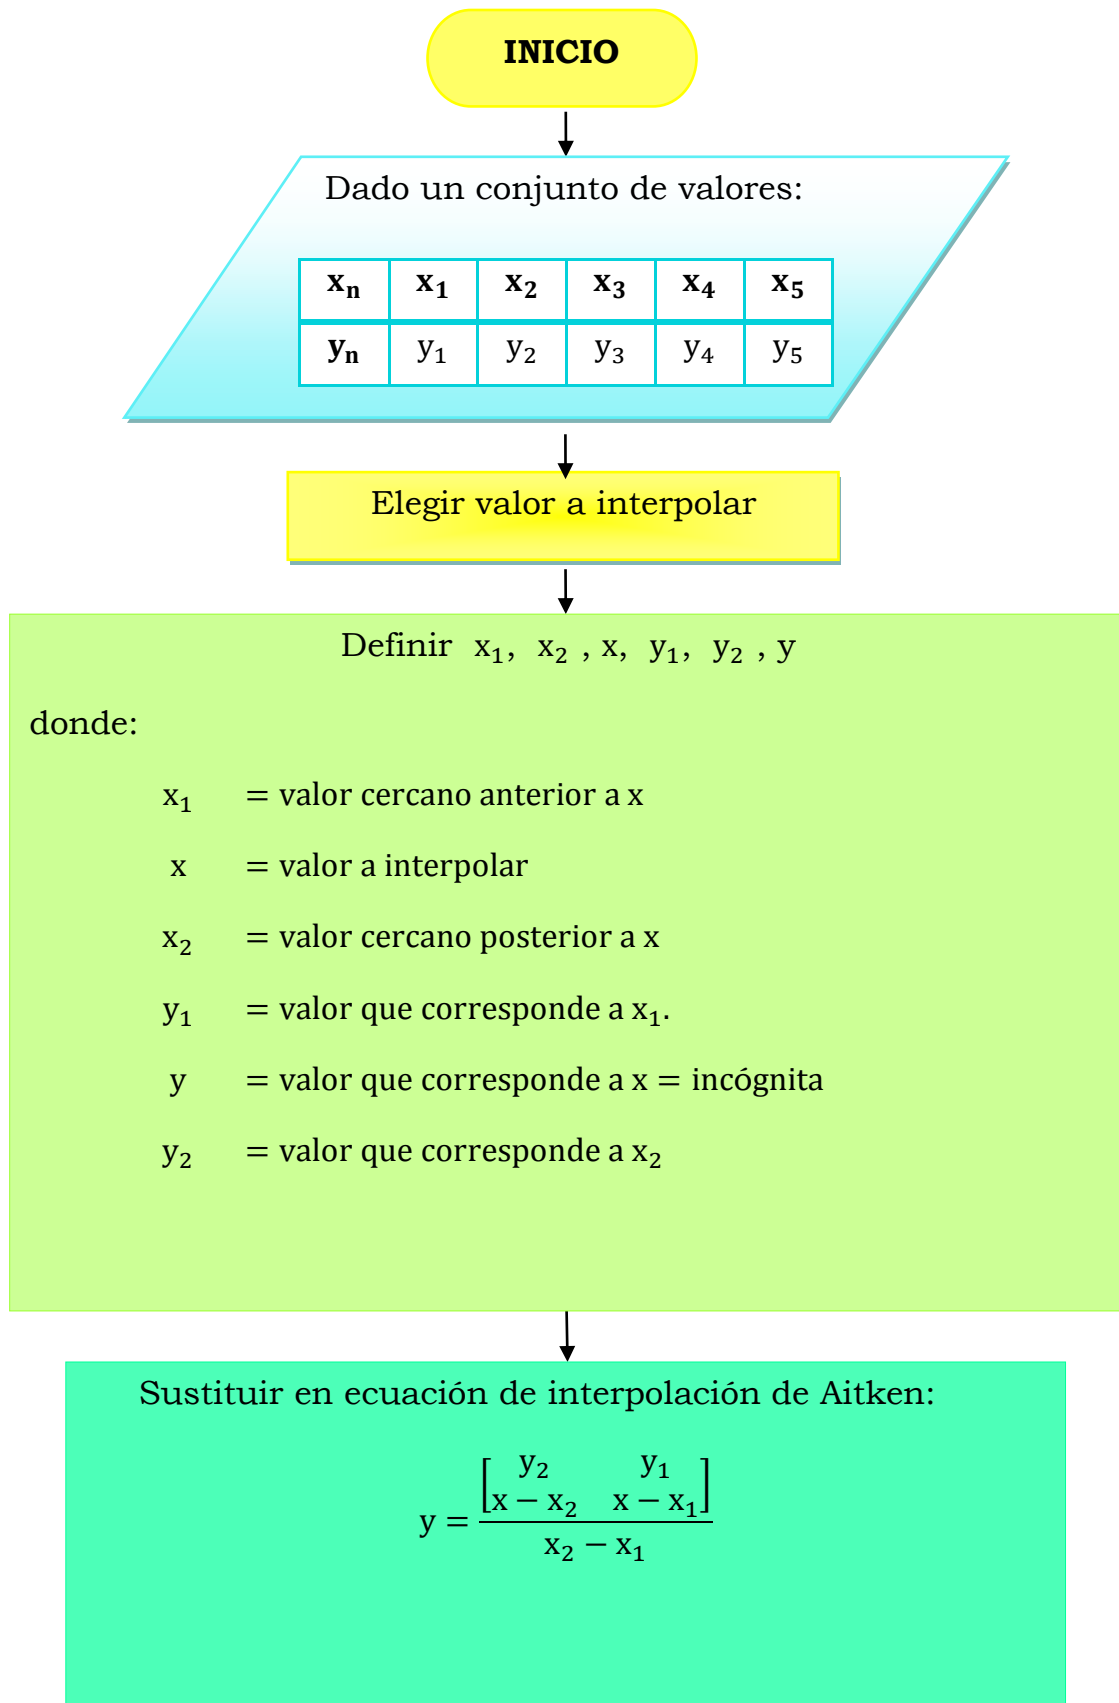 INICIO
Dado un conjunto de valores:
xₙ x₁ x₂ x₃ x₄ x₅
yₙ y₁ y₂ y₃ y₄ y₅
Elegir valor a interpolar
Definir x₁, x₂ , x, y₁, y₂ , y
donde:
x₁ = valor cercano anterior a x
x = valor a interpolar
x₂ = valor cercano posterior a x
y₁ = valor que corresponde a x₁.
y = valor que corresponde a x = incógnita
y₂ = valor que corresponde a x₂
Sustituir en ecuación de interpolación de Aitken:
y = [y₂ y₁
x − x₂ x − x₁]
x₂ − x₁